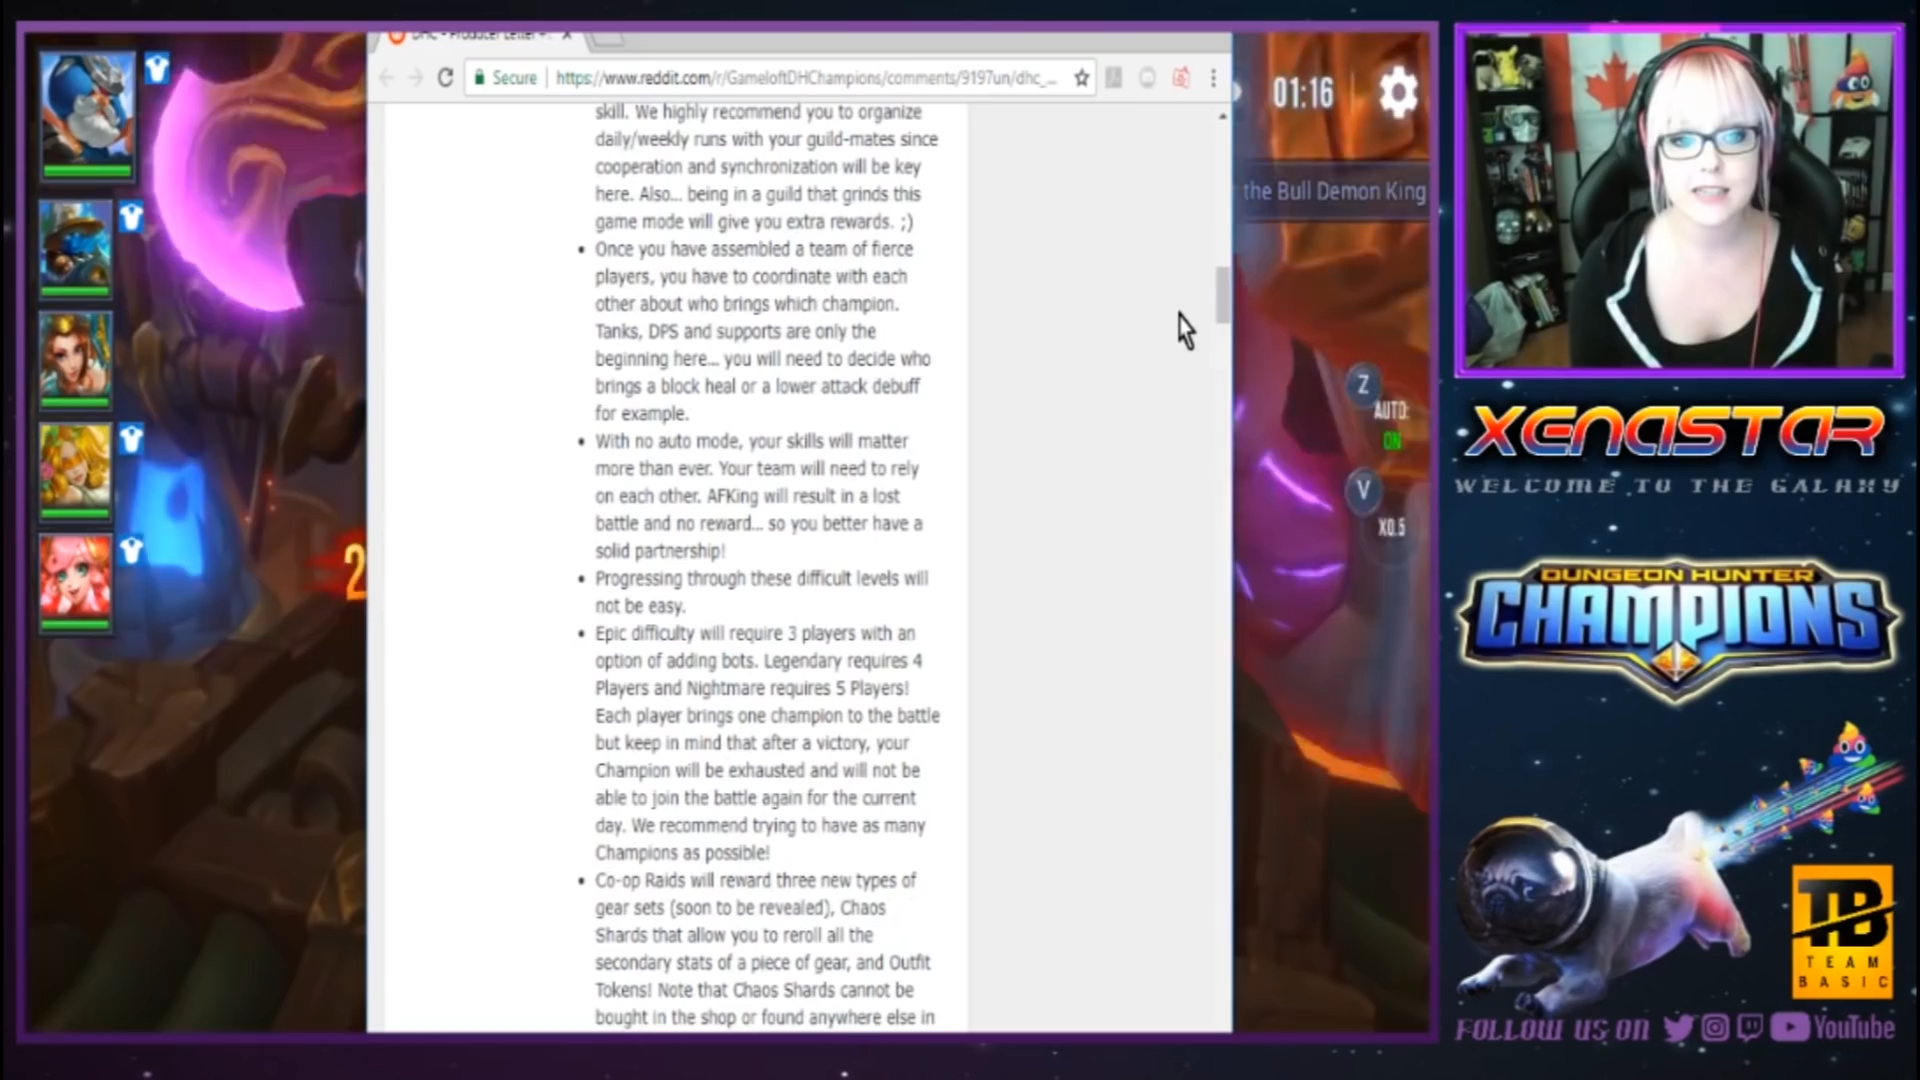 DHC - Producer Letter -
Secure
https://www.reddit.com/r/GameloftDHChampions/comments/9197un/dhc_...
skill. We highly recommend you to organize
daily/weekly runs with your guild-mates since
cooperation and synchronization will be key
here. Also... being in a guild that grinds this
game mode will give you extra rewards. ;)
• Once you have assembled a team of fierce
players, you have to coordinate with each
other about who brings which champion.
Tanks, DPS and supports are only the
beginning here... you will need to decide who
brings a block heal or a lower attack debuff
for example.
• With no auto mode, your skills will matter
more than ever. Your team will need to rely
on each other. AFKing will result in a lost
battle and no reward... so you better have a
solid partnership!
• Progressing through these difficult levels will
not be easy.
• Epic difficulty will require 3 players with an
option of adding bots. Legendary requires 4
Players and Nightmare requires 5 Players!
Each player brings one champion to the battle
but keep in mind that after a victory, your
Champion will be exhausted and will not be
able to join the battle again for the current
day. We recommend trying to have as many
Champions as possible!
• Co-op Raids will reward three new types of
gear sets (soon to be revealed), Chaos
Shards that allow you to reroll all the
secondary stats of a piece of gear, and Outfit
Tokens! Note that Chaos Shards cannot be
bought in the shop or found anywhere else in
2
01:16
the Bull Demon King
Z
AUTO:
ON
V
X0.5
XENASTAR
WELCOME TO THE GALAXY
DUNGEON HUNTER
CHAMPIONS
TB
TEAM
BASIC
FOLLOW US ON
YouTube